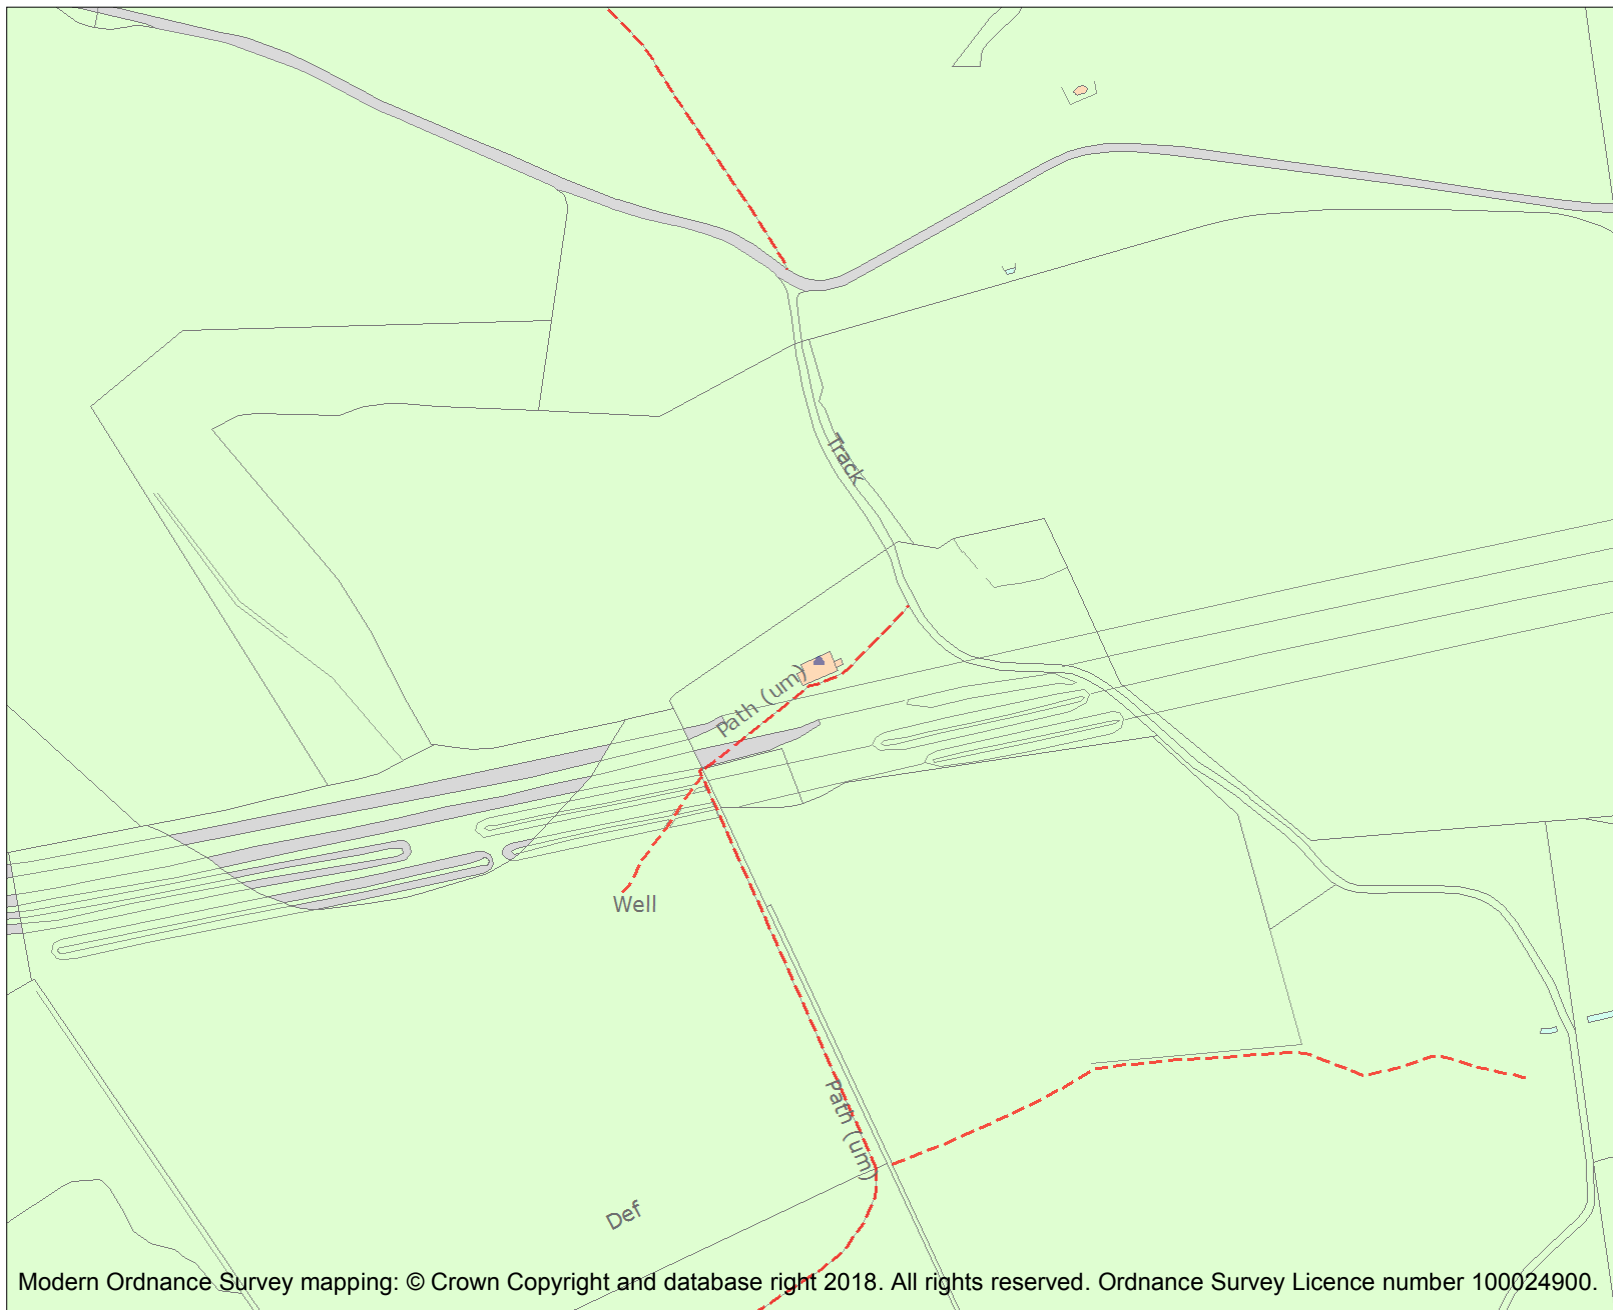 Track
Path (um)
Well
Path (um)
Def
Modern Ordnance Survey mapping: © Crown Copyright and database right 2018. All rights reserved. Ordnance Survey Licence number 100024900.